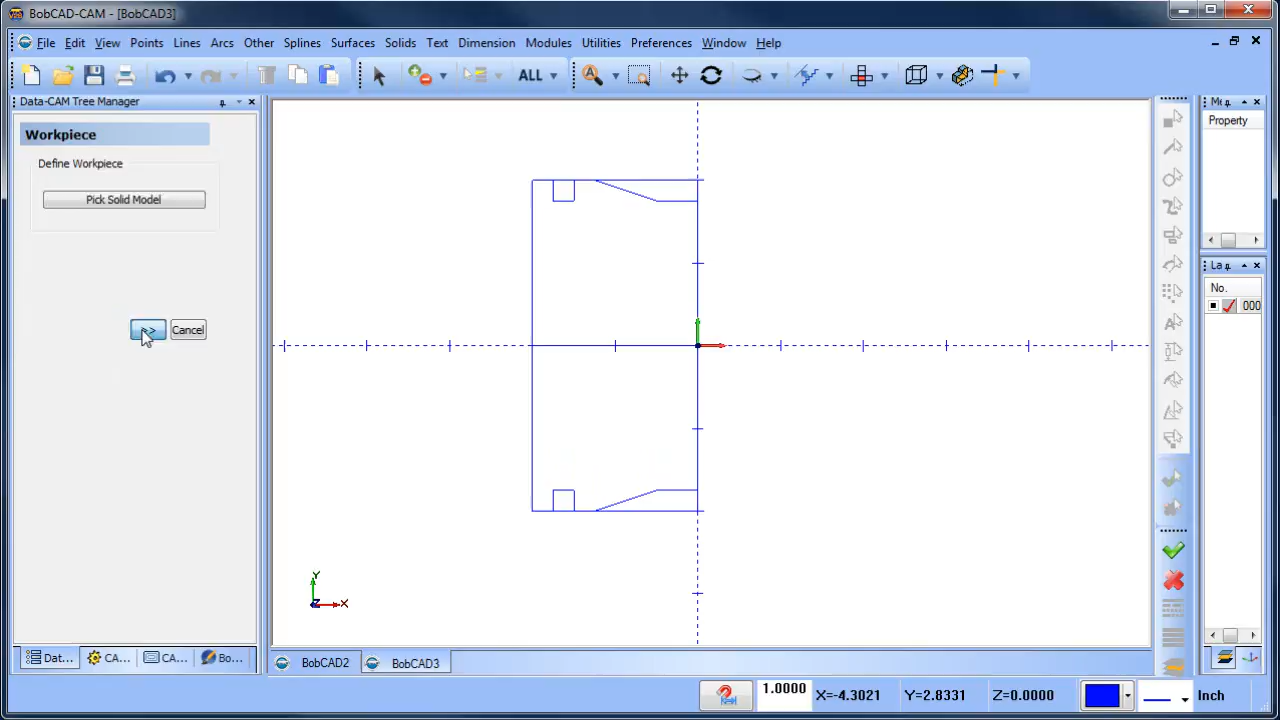 BobCAD-CAM - [BobCAD3]
File Edit View Points Lines Arcs Other Splines Surfaces Solids Text Dimension Modules Utilities Preferences Window Help
ALL
Data-CAM Tree Manager
Workpiece
Define Workpiece
Pick Solid Model
>> Cancel
Property
No.
000
Y
Z X
Dat... CA... CA... Bo...
BobCAD2 BobCAD3
1.0000 X=-4.3021 Y=2.8331 Z=0.0000 Inch